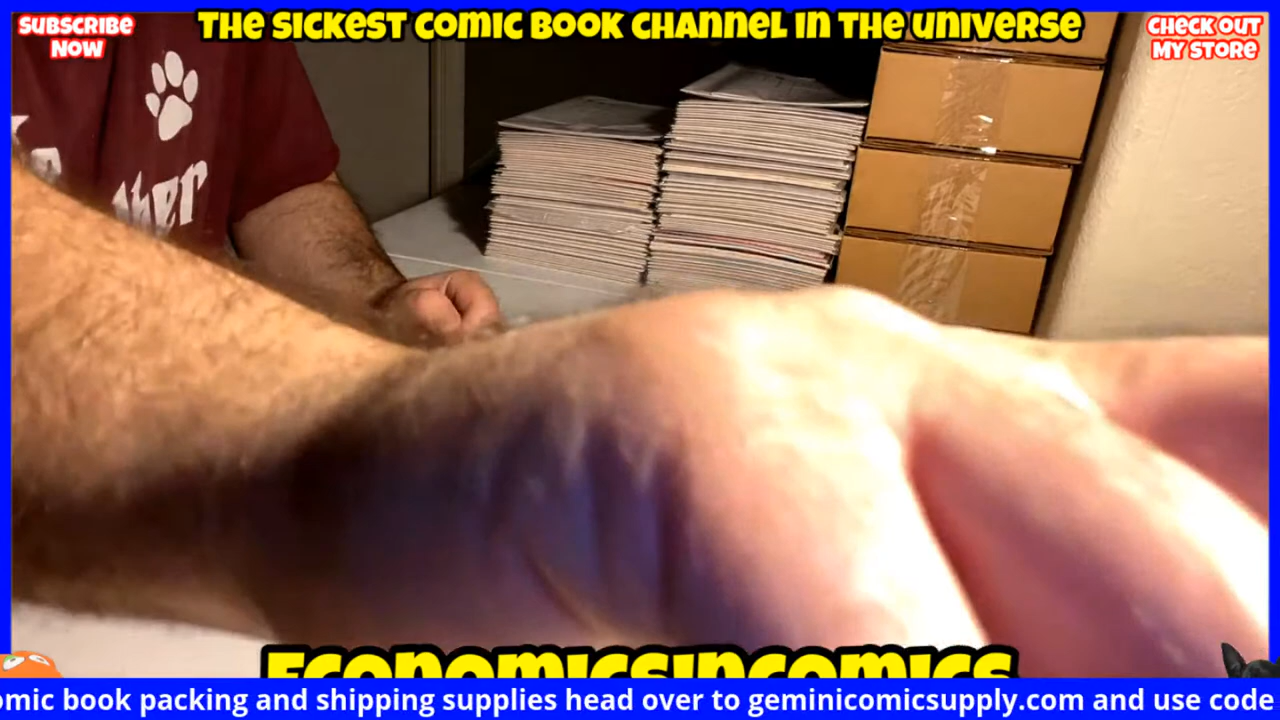 SUBSCRIBE
NOW
THE SICKEST COMIC BOOK CHANNEL IN THE UNIVERSE
CHECK OUT
MY STORE
ECONOMICSINCOMICS
omic book packing and shipping supplies head over to geminicomicsupply.com and use code